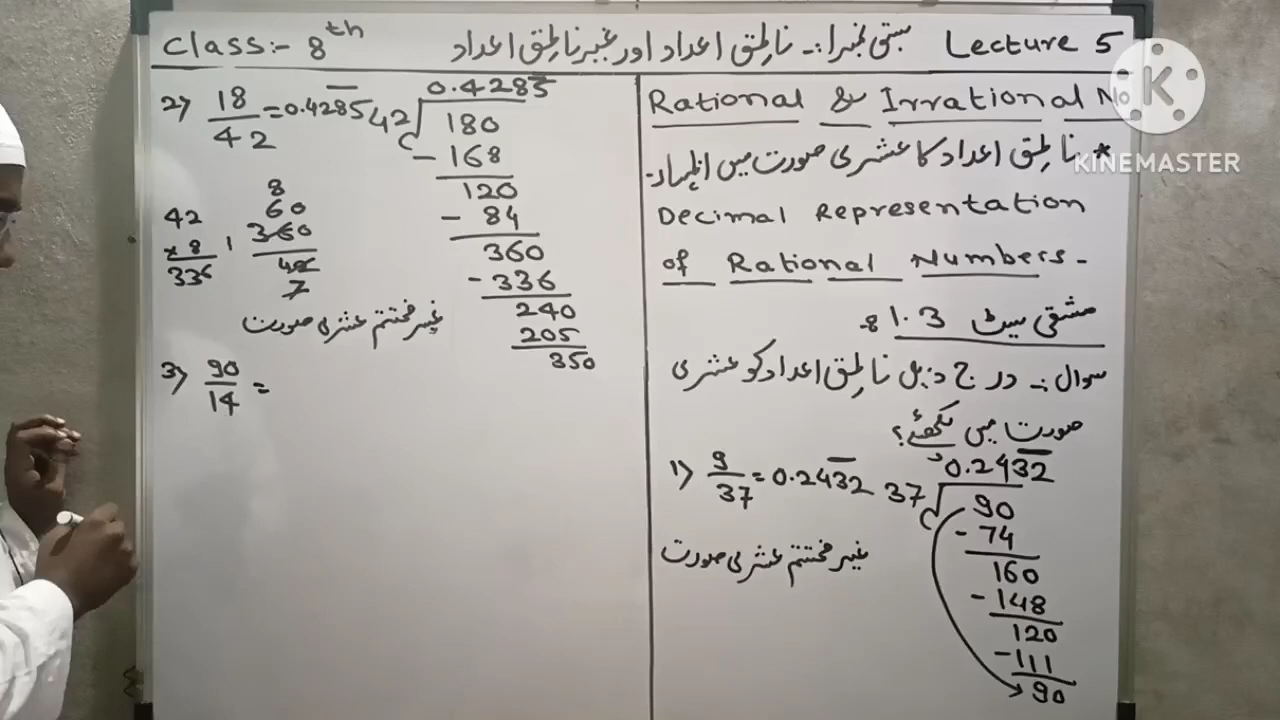 Class:- 8th سبق نمبر ۱:۔ ناطق اعداد اور غیر ناطق اعداد Lecture 5
Rational & Irrational No
* ناطق اعداد کا عشری صورت میں اظہار۔
Decimal Representation
of Rational Numbers-
مشقی سیٹ 1.3 :-
سوال :۔ درج ذیل ناطق اعداد کو عشری
صورت میں لکھئے؟
1) 9/37 = 0.2432
0.2432
37 90
- 74
160
- 148
120
- 111
90
غیر مختتم عشری صورت
2) 18/42 = 0.4285
0.4285
42 180
- 168
120
- 84
360
- 336
240
205
350
42
× 8
336
8
60
360
42
7
غیر مختتم عشری صورت
3) 90/14 =
K
KINEMASTER